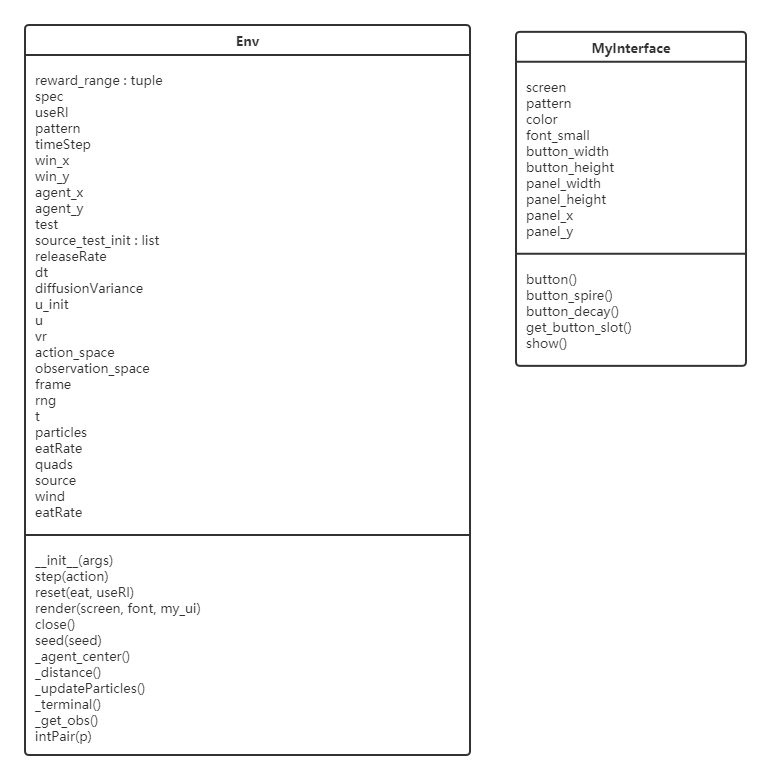 Env
reward_range : tuple
spec
useRI
pattern
timeStep
win_x
win_y
agent_x
agent_y
test
source_test_init : list
releaseRate
dt
diffusionVariance
u_init
u
vr
action_space
observation_space
frame
rng
t
particles
eatRate
quads
source
wind
eatRate
__init__(args)
step(action)
reset(eat, useRI)
render(screen, font, my_ui)
close()
seed(seed)
_agent_center()
_distance()
_updateParticles()
_terminal()
_get_obs()
intPair(p)
MyInterface
screen
pattern
color
font_small
button_width
button_height
panel_width
panel_height
panel_x
panel_y
button()
button_spire()
button_decay()
get_button_slot()
show()